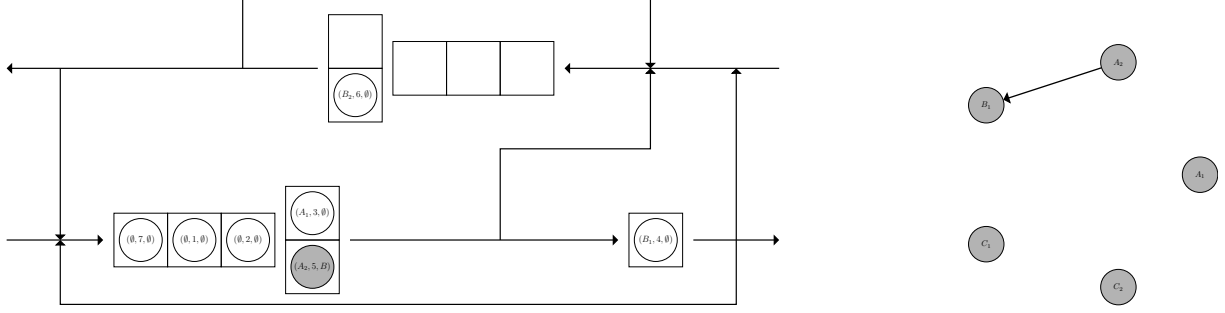 (B₂, 6, ∅)
(A₁, 3, ∅)
(∅, 7, ∅)
(∅, 1, ∅)
(∅, 2, ∅)
(A₂, 5, B)
(B₁, 4, ∅)
A₂
B₁
A₁
C₁
C₂